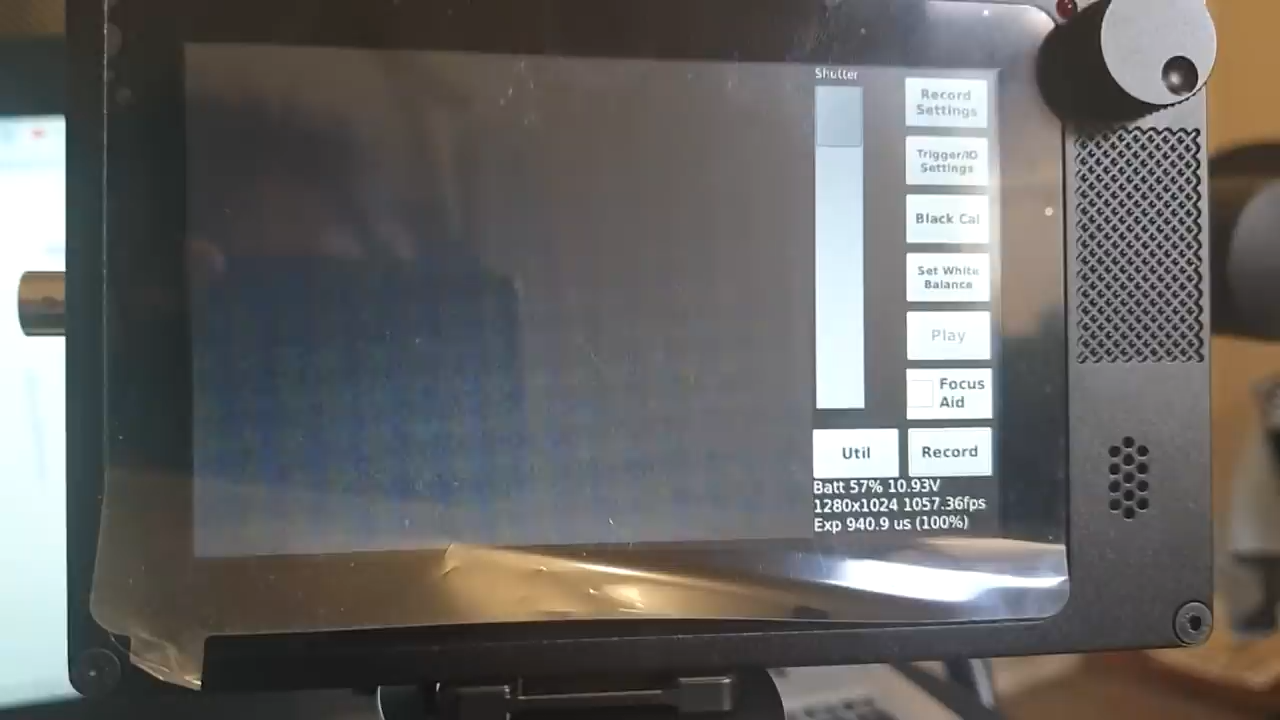 Shutter
Record
Settings
Trigger/IO
Settings
Black Cal
Set White
Balance
Play
Focus
Aid
Util
Record
Batt 57% 10.93V
1280x1024 1057.36fps
Exp 940.9 us (100%)